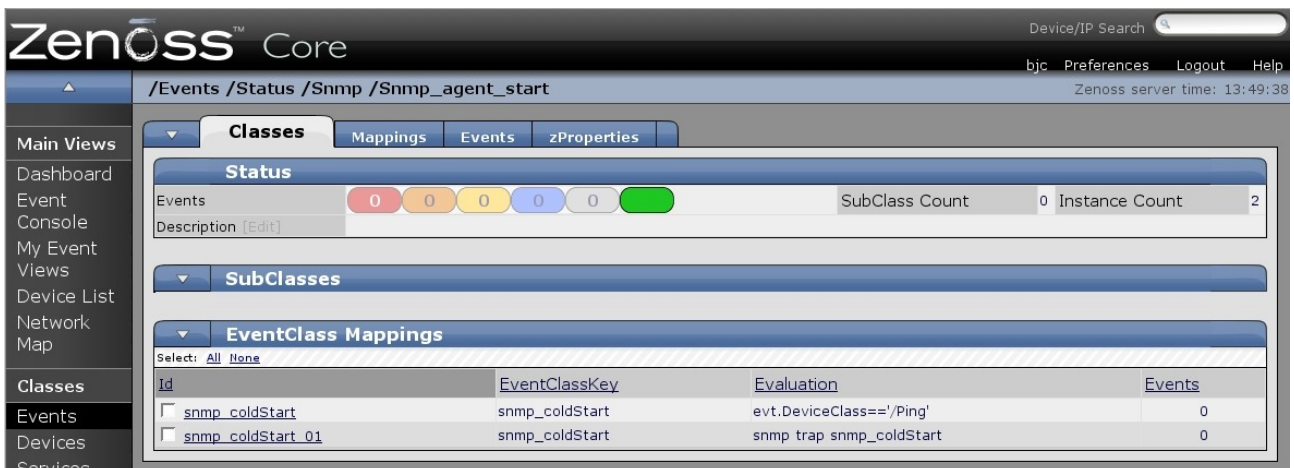 Zenoss™ Core
Device/IP Search
bjc Preferences Logout Help
/Events /Status /Snmp /Snmp_agent_start
Zenoss server time: 13:49:38
Main Views
Dashboard
Event
Console
My Event
Views
Device List
Network
Map
Classes
Events
Devices
Services
Classes Mappings Events zProperties
Status
Events 0 0 0 0 0 SubClass Count 0 Instance Count 2
Description [Edit]
SubClasses
EventClass Mappings
Select: All None
Id EventClassKey Evaluation Events
snmp_coldStart snmp_coldStart evt.DeviceClass=='/Ping' 0
snmp_coldStart_01 snmp_coldStart snmp trap snmp_coldStart 0